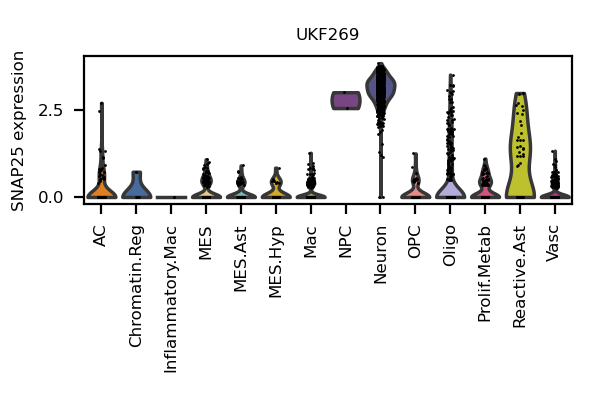 UKF269
SNAP25 expression
2.5
0.0
AC
Chromatin.Reg
Inflammatory.Mac
MES
MES.Ast
MES.Hyp
Mac
NPC
Neuron
OPC
Oligo
Prolif.Metab
Reactive.Ast
Vasc